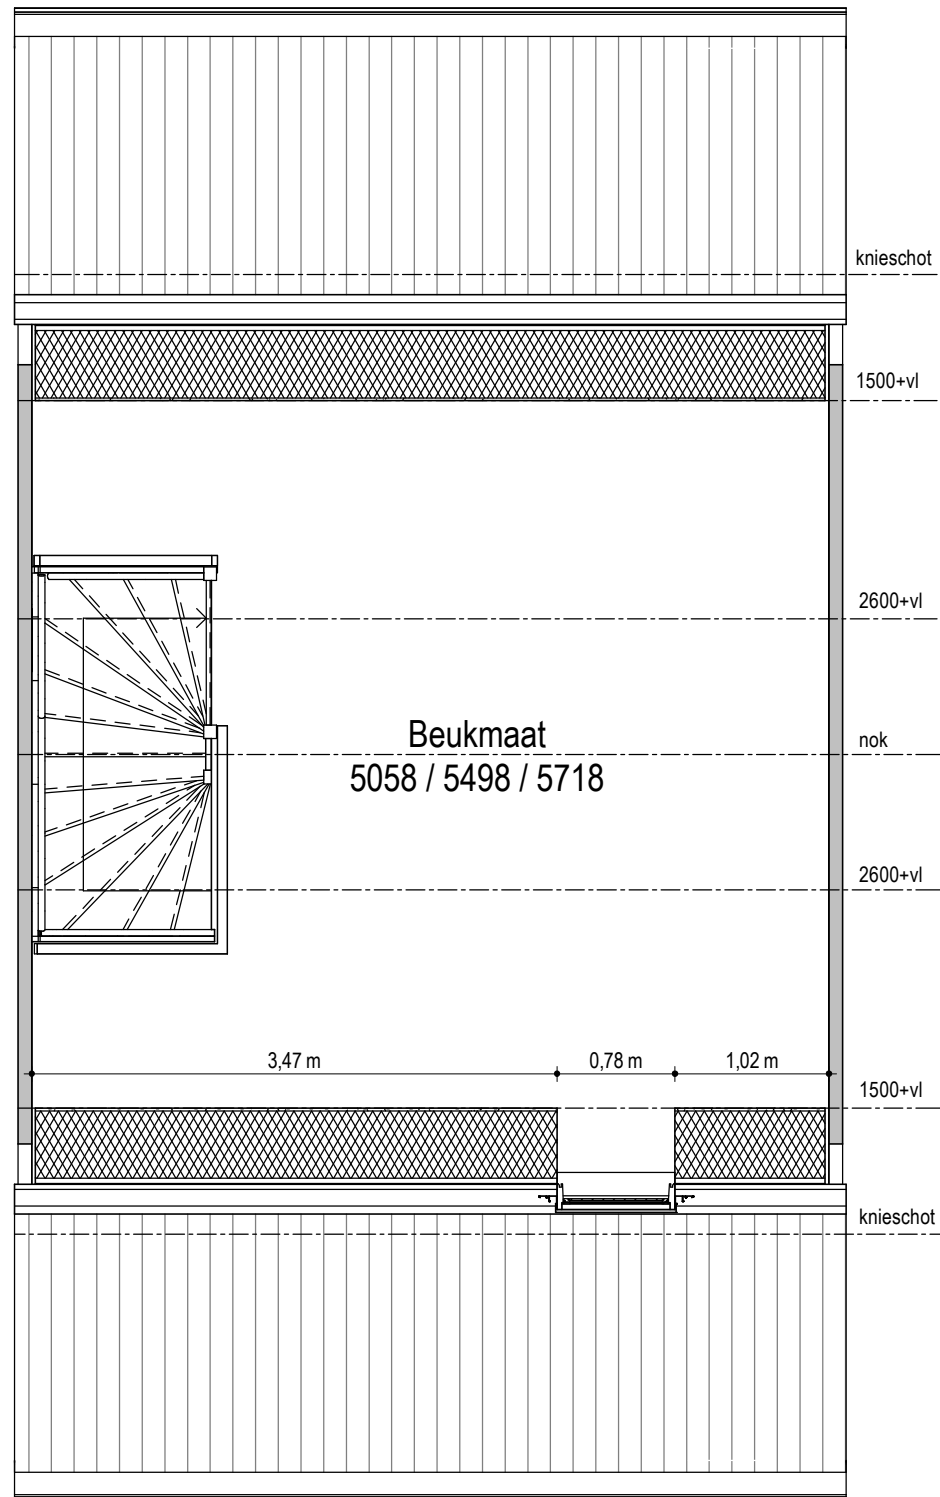 knieschot
1500+vl
2600+vl
Beukmaat
nok
5058 / 5498 / 5718
2600+vl
3,47 m 0,78 m 1,02 m
1500+vl
knieschot